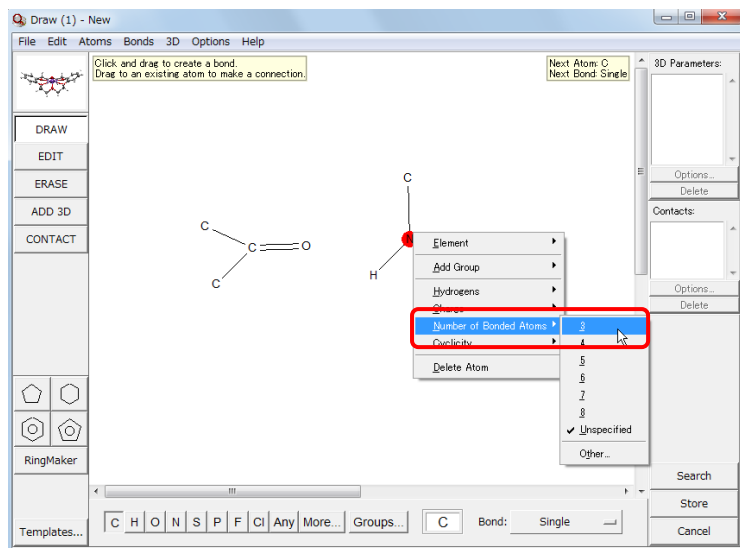 Draw (1) - New
File Edit Atoms Bonds 3D Options Help
Click and drag to create a bond.
Drag to an existing atom to make a connection.
Next Atom: C
Next Bond: Single
3D Parameters:
DRAW
EDIT
ERASE
ADD 3D
CONTACT
Options...
Delete
Contacts:
Options...
Delete
C
C
C
O
C
N
H
C
Element
Add Group
Hydrogens
Charge
Number of Bonded Atoms
Cyclicity
Delete Atom
3
4
5
6
7
8
Unspecified
Other...
RingMaker
Templates...
C H O N S P F Cl Any More... Groups... C Bond: Single
Search
Store
Cancel